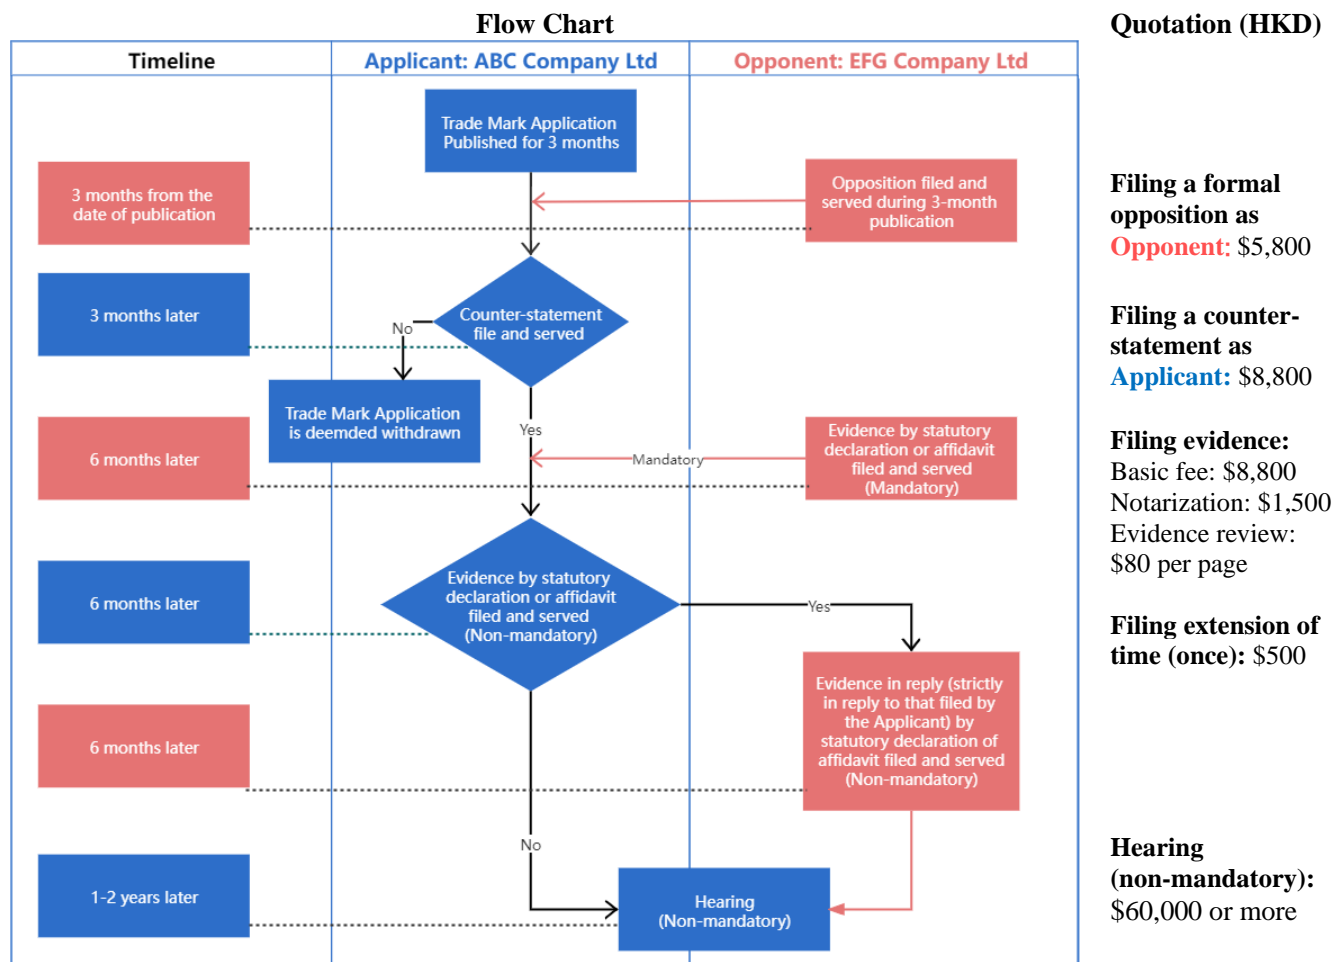 Flow Chart
Quotation (HKD)
Timeline
Applicant: ABC Company Ltd
Opponent: EFG Company Ltd
Trade Mark Application
Published for 3 months
3 months from the
date of publication
Opposition filed and
served during 3-month
publication
Filing a formal
opposition as
Opponent: $5,800
3 months later
Counter-statement
file and served
No
Filing a counter-
statement as
Applicant: $8,800
Trade Mark Application
is deemded withdrawn
Yes
6 months later
Mandatory
Evidence by statutory
declaration or affidavit
filed and served
(Mandatory)
Filing evidence:
Basic fee: $8,800
Notarization: $1,500
Evidence review:
$80 per page
6 months later
Evidence by statutory
declaration or affidavit
filed and served
(Non-mandatory)
Yes
Filing extension of
time (once): $500
6 months later
Evidence in reply (strictly
in reply to that filed by
the Applicant) by
statutory declaration of
affidavit filed and served
(Non-mandatory)
No
1-2 years later
Hearing
(Non-mandatory)
Hearing
(non-mandatory):
$60,000 or more